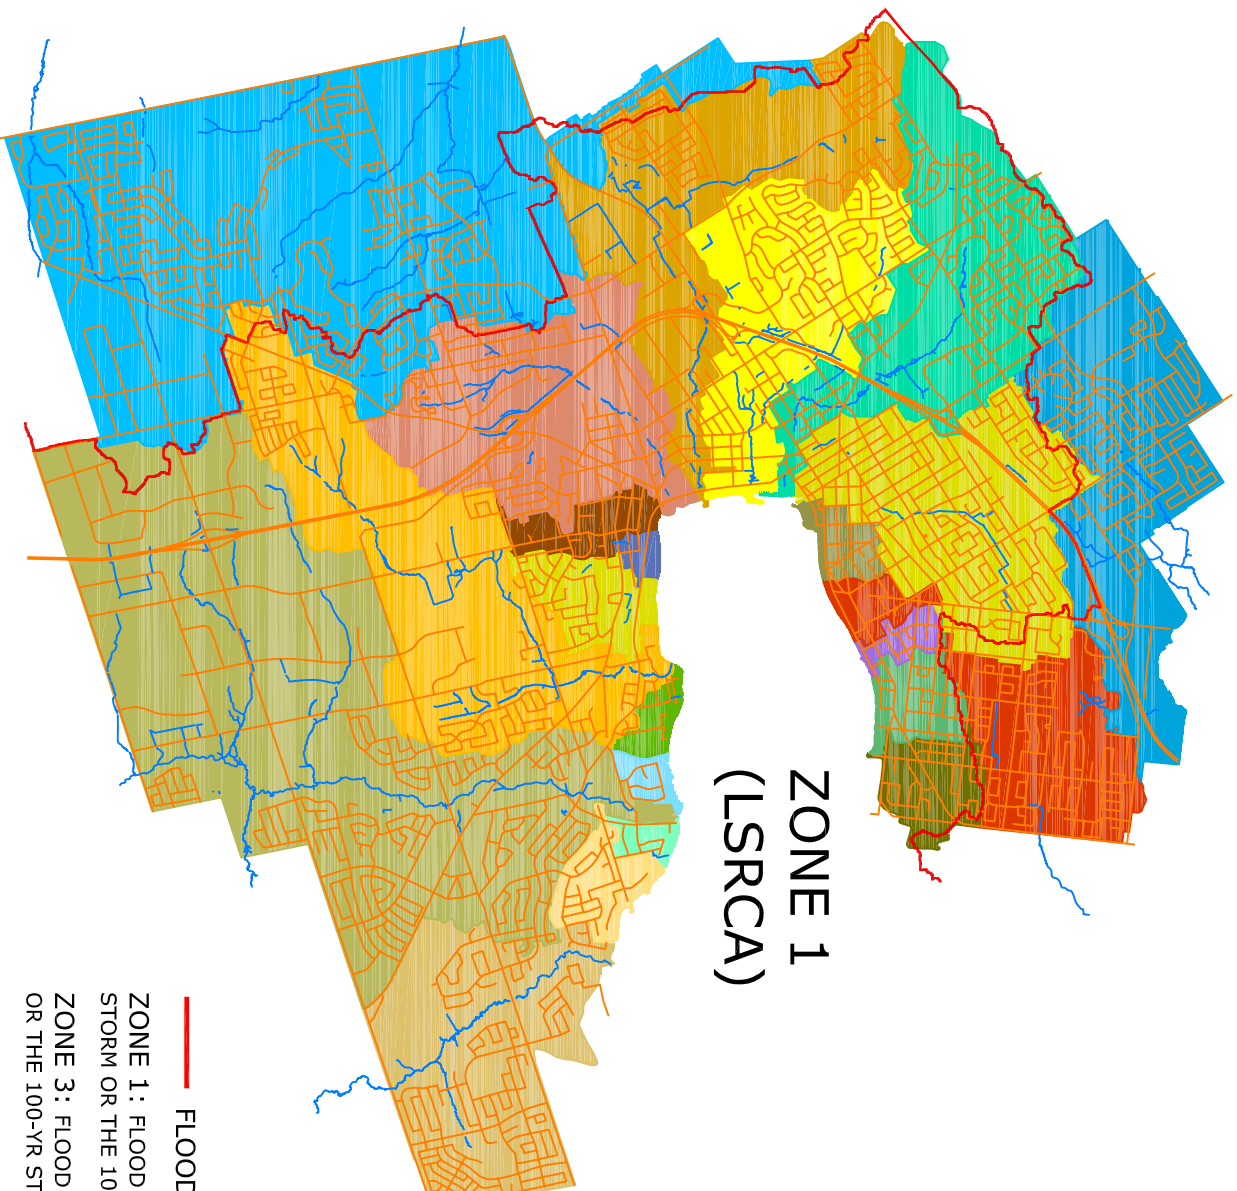 ZONE 1
(LSRCA)
FLOOD
ZONE 1: FLOOD
STORM OR THE 10
ZONE 3: FLOOD
OR THE 100-YR ST